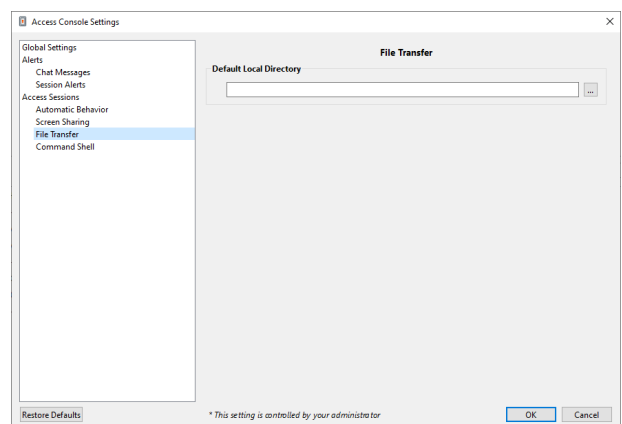 Access Console Settings
Global Settings
Alerts
Chat Messages
Session Alerts
Access Sessions
Automatic Behavior
Screen Sharing
File Transfer
Command Shell
File Transfer
Default Local Directory
...
Restore Defaults
* This setting is controlled by your administrator
OK
Cancel